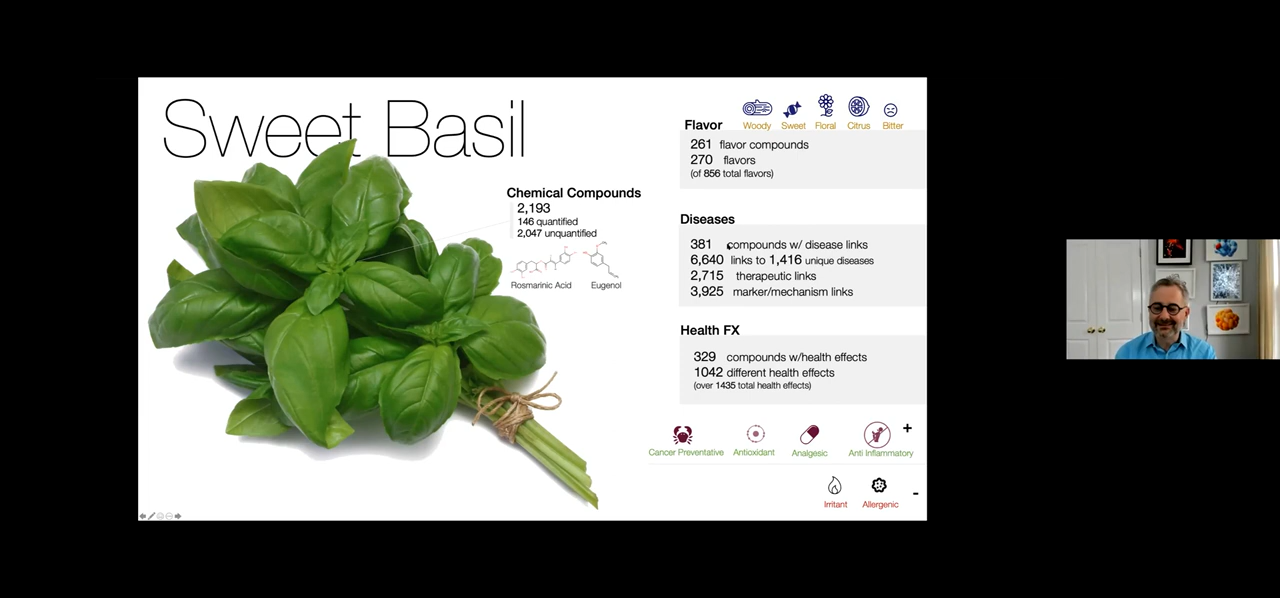 Sweet Basil
Chemical Compounds
2,193
146 quantified
2,047 unquantified
Rosmarinic Acid Eugenol
Woody Sweet Floral Citrus Bitter
Flavor
261 flavor compounds
270 flavors
(of 856 total flavors)
Diseases
381 compounds w/ disease links
6,640 links to 1,416 unique diseases
2,715 therapeutic links
3,925 marker/mechanism links
Health FX
329 compounds w/health effects
1042 different health effects
(over 1435 total health effects)
+
Cancer Preventative Antioxidant Analgesic Anti Inflammatory
-
Irritant Allergenic